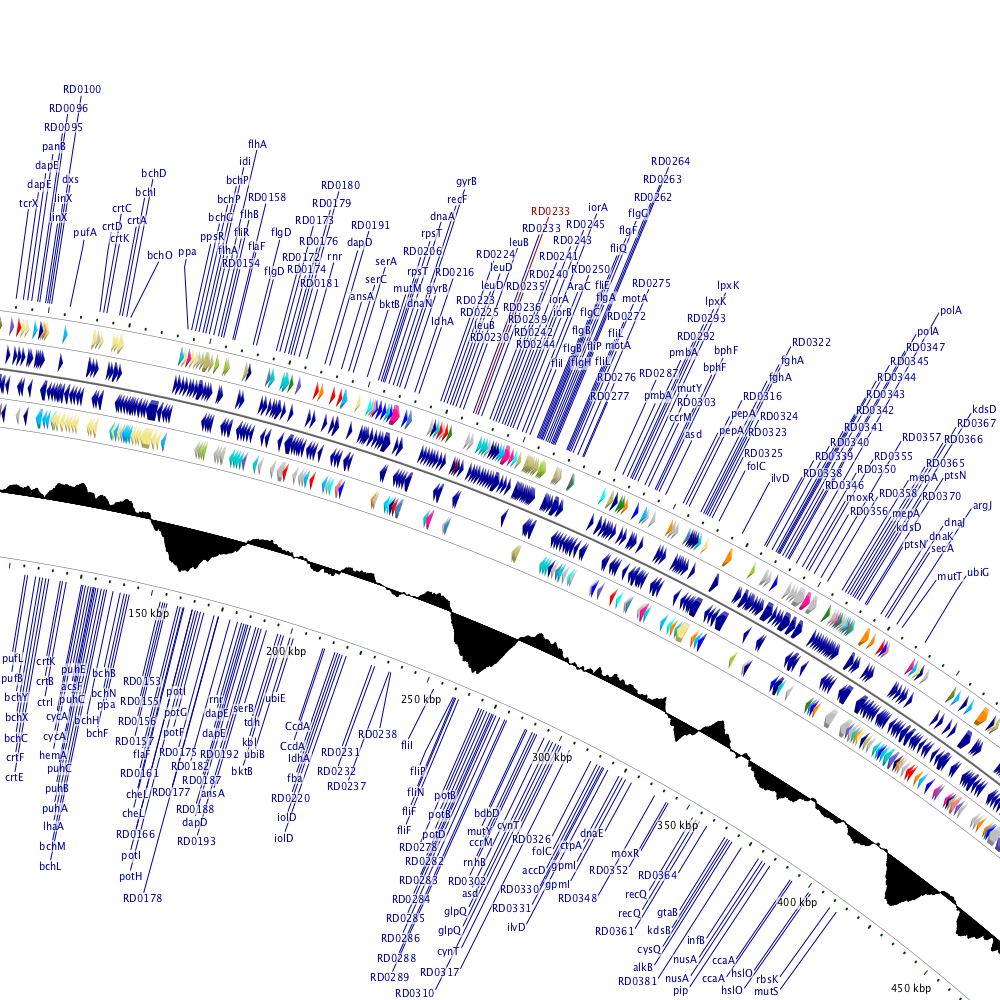 RD0100
RD0096
RD0095
panB
dapE
dxs
dapE
linX
tcrX
linX
pufA
bchD
bchI
crtC
crtA
crtD
crtK
bchO
ppa
flhA
idi
bchP
bchP
RD0158
bchG
flhB
ppsR
fliR
flhA
flaF
RD0154
flgD
flgD
RD0180
RD0179
RD0173
RD0176
RD0172
rnr
RD0174
RD0181
RD0191
dapD
serA
serC
ansA
bktB
gyrB
recF
dnaA
rpsT
RD0206
rpsT
RD0216
mutM
gyrB
dnaN
ldhA
RD0233
RD0233
leuB
RD0224
leuD
leuD
RD0235
RD0223
RD0225
RD0236
leuB
RD0239
RD0230
RD0242
RD0244
iorA
RD0245
RD0243
RD0241
RD0240
RD0250
AraC
fliE
iorA
flgA
iorB
flgC
flgB
flgB
fliP
fliI
flgH
fliL
RD0264
RD0263
RD0262
flgG
flgF
fliQ
RD0275
motA
RD0272
fliL
motA
RD0276
RD0277
lpxK
lpxK
RD0293
RD0292
pmbA
bphF
bphF
RD0287
mutY
pmbA
RD0303
ccrM
asd
RD0322
fghA
fghA
RD0316
pepA
RD0324
pepA
RD0323
RD0325
folC
ilvD
polA
polA
RD0347
RD0345
RD0344
RD0343
RD0342
RD0341
RD0340
RD0339
RD0338
RD0346
RD0357
RD0355
RD0350
moxR
RD0358
RD0356
kdsD
RD0367
RD0366
RD0365
mepA
ptsN
RD0370
mepA
kdsD
ptsN
argJ
dnaJ
dnaK
secA
mutT
ubiG
150 kbp
200 kbp
250 kbp
300 kbp
350 kbp
400 kbp
450 kbp
pufL
pufB
bchY
bchX
bchC
crtF
crtE
crtK
crtB
crtI
cycA
cycA
hemA
puhE
acsF
puhC
puhC
puhB
puhA
lhaA
bchM
bchL
bchB
bchN
ppa
bchH
bchF
RD0153
RD0155
RD0156
RD0157
flaF
RD0161
cheL
cheL
RD0166
potI
potH
RD0178
potI
potG
potF
RD0175
RD0182
RD0177
rnr
dapE
dapE
RD0192
RD0187
ansA
RD0188
dapD
RD0193
serB
tdh
kbl
ubiB
bktB
ubiE
CcdA
CcdA
ldhA
fba
RD0220
iolD
iolD
RD0238
RD0231
RD0232
RD0237
fliI
fliP
fliN
fliF
fliF
potB
potB
potD
RD0278
RD0282
RD0283
RD0284
RD0285
RD0286
RD0288
RD0289
RD0310
bdbD
cynT
mutY
ccrM
rnhB
RD0302
asd
glpQ
glpQ
cynT
RD0317
RD0326
folC
accD
RD0330
RD0331
ilvD
dnaE
ctpA
gpmI
gpmI
RD0348
moxR
RD0352
RD0364
recQ
recQ
RD0361
gtaB
kdsB
cysQ
alkB
RD0381
infB
nusA
nusA
pip
ccaA
ccaA
hslO
hslO
rbsK
mutS